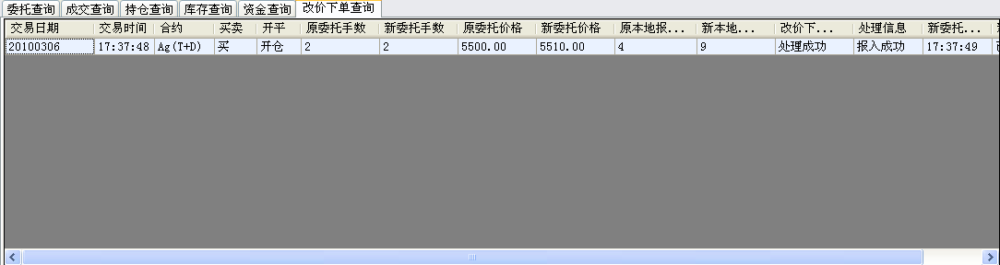 委托查询 成交查询 持仓查询 库存查询 资金查询 改价下单查询
交易日期 交易时间 合约 买卖 开平 原委托手数 新委托手数 原委托价格 新委托价格 原本地报... 新本地... 改价下... 处理信息 新委托...
20100306 17:37:48 Ag(T+D) 买 开仓 2 2 5500.00 5510.00 4 9 处理成功 报入成功 17:37:49